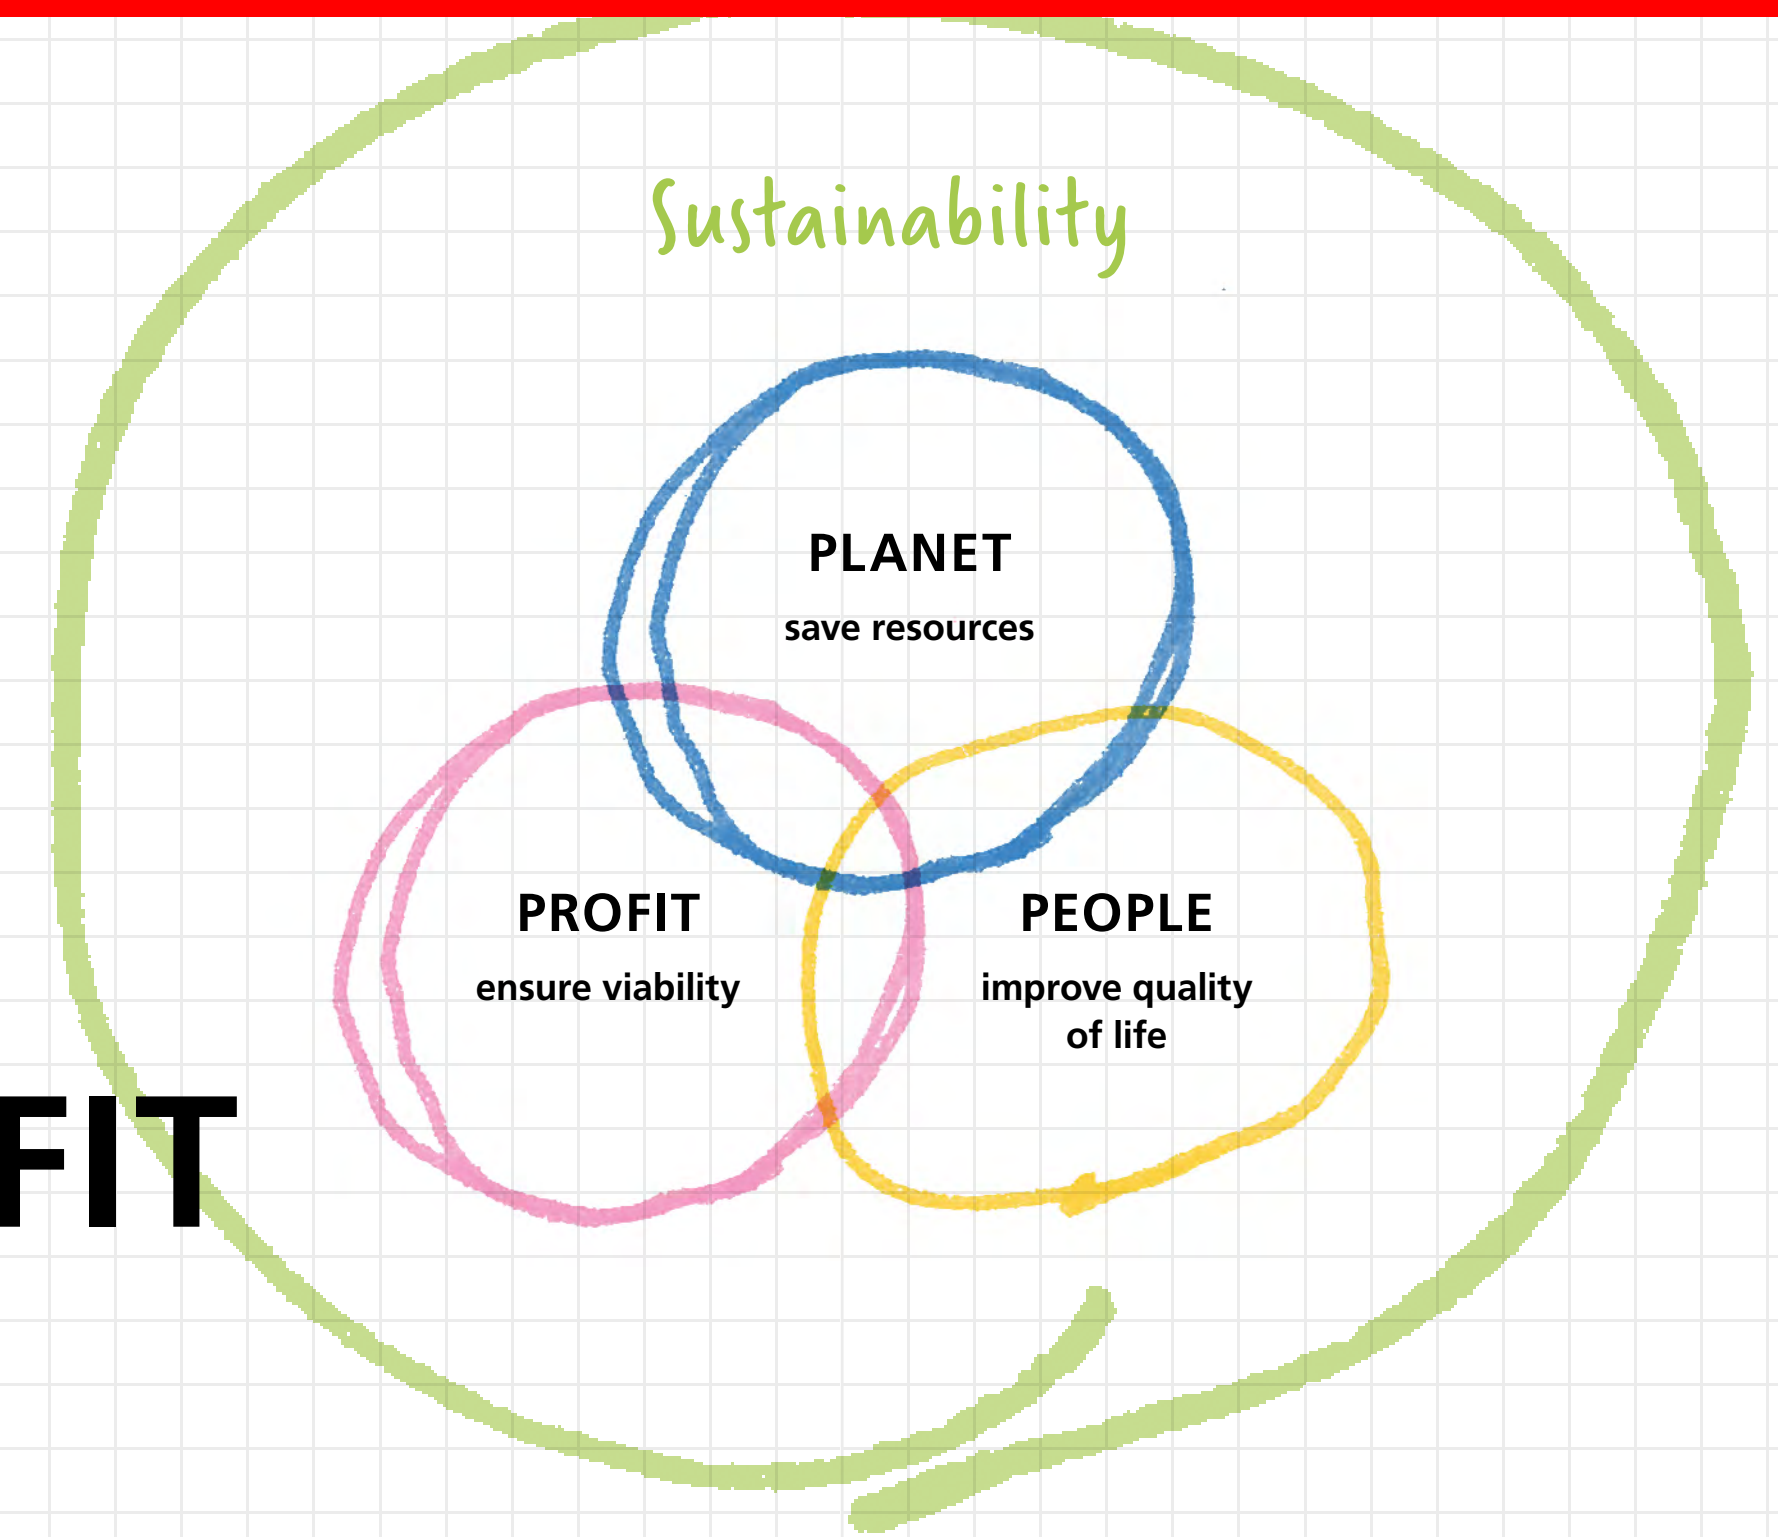 Sustainability
PLANET
save resources
PROFIT
ensure viability
PEOPLE
improve quality
of life
FIT